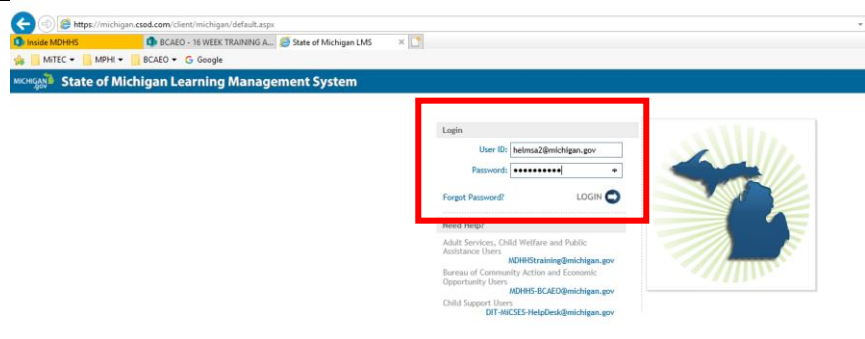 https://michigan.csod.com/client/michigan/default.aspx
Inside MDHHS BCAEO - 16 WEEK TRAINING A... State of Michigan LMS
MiTEC MPHI BCAEO Google
MICHIGAN.gov State of Michigan Learning Management System
Login
User ID: helmsa2@michigan.gov
Password: ••••••••••
Forgot Password? LOGIN
Need Help?
Adult Services, Child Welfare and Public
Assistance Users
MDHHStraining@michigan.gov
Bureau of Community Action and Economic
Opportunity Users
MDHHS-BCAEO@michigan.gov
Child Support Users
DIT-MiCSES-HelpDesk@michigan.gov